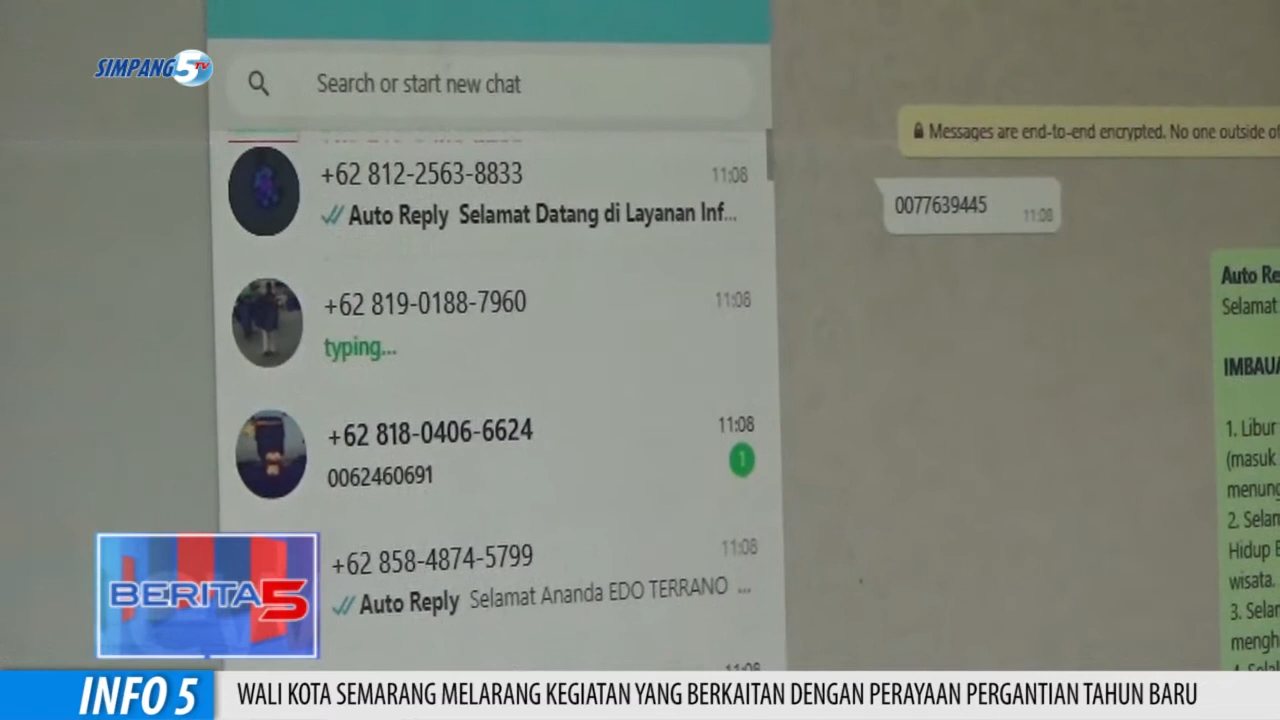 SIMPANG5 TV
Search or start new chat
Messages are end-to-end encrypted. No one outside of
+62 812-2563-8833 11:08
Auto Reply Selamat Datang di Layanan Inf...
0077639445 11:08
+62 819-0188-7960 11:08
typing...
Auto Re
Selamat
IMBAUA
+62 818-0406-6624 11:08
0062460691 1
1. Libur
(masuk
menung
2. Selam
Hidup B
wisata.
3. Selam
mengh
+62 858-4874-5799 11:08
Auto Reply Selamat Ananda EDO TERRANO ...
11:08
BERITA5
INFO 5 WALI KOTA SEMARANG MELARANG KEGIATAN YANG BERKAITAN DENGAN PERAYAAN PERGANTIAN TAHUN BARU